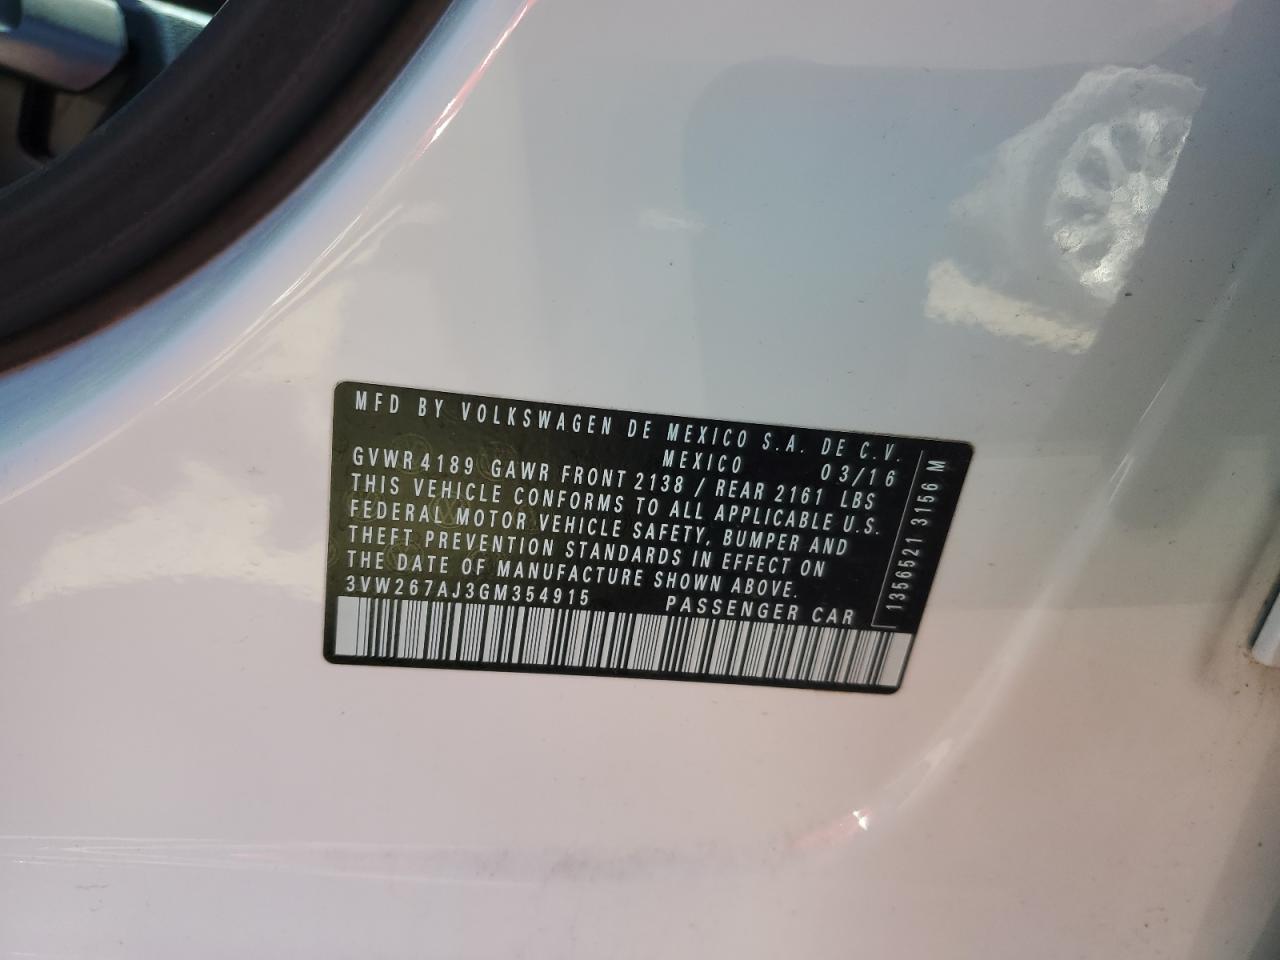 MFD BY VOLKSWAGEN DE MEXICO S.A. DE C.V.
MEXICO 03/16
GVWR 4189 GAWR FRONT 2138 / REAR 2161 LBS
THIS VEHICLE CONFORMS TO ALL APPLICABLE U.S.
FEDERAL MOTOR VEHICLE SAFETY, BUMPER AND
THEFT PREVENTION STANDARDS IN EFFECT ON
THE DATE OF MANUFACTURE SHOWN ABOVE.
3VW267AJ3GM354915 PASSENGER CAR
1356521 3156 M